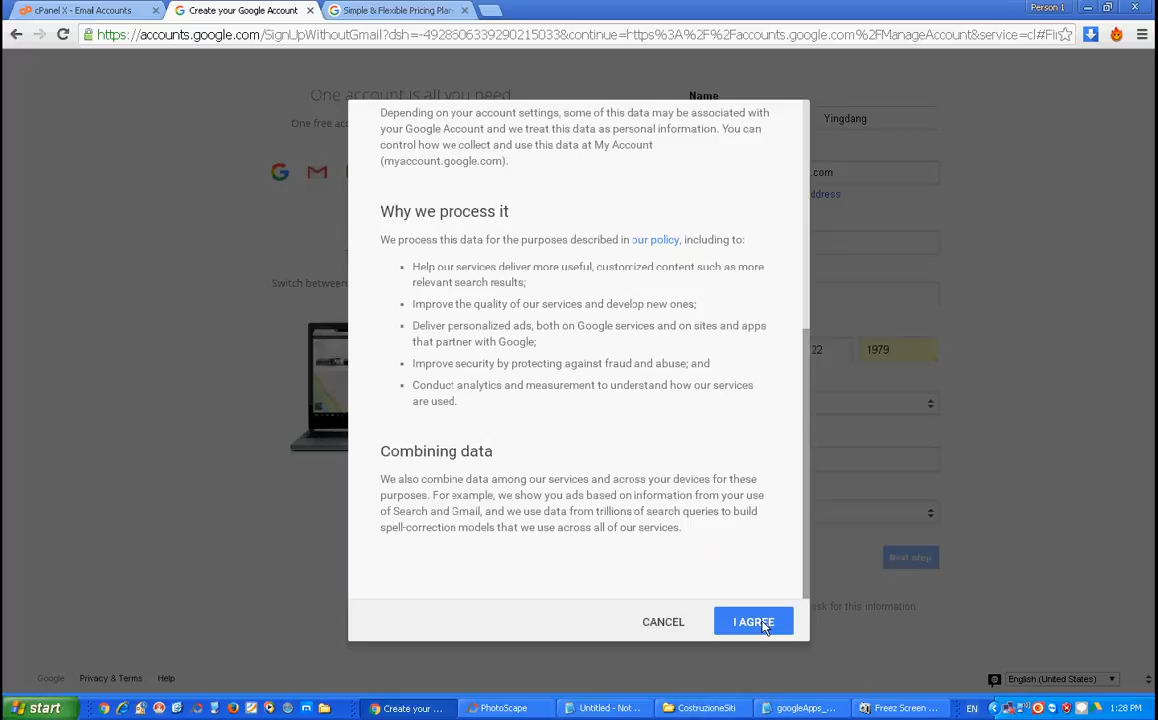 cPanel X - Email Accounts
Create your Google Account
Simple & Flexible Pricing Plan
Person 1
https://accounts.google.com/SignUpWithoutGmail?dsh=-4928606339290215033&continue=https%3A%2F%2Faccounts.google.com%2FManageAccount&service=cl#Fi
One account is all you need
Name
One free acc
Yingdang
Depending on your account settings, some of this data may be associated with
your Google Account and we treat this data as personal information. You can
control how we collect and use this data at My Account
(myaccount.google.com).
.com
ddress
Why we process it
We process this data for the purposes described in our policy, including to:
Help our services deliver more useful, customized content such as more
relevant search results;
Switch between
Improve the quality of our services and develop new ones;
Deliver personalized ads, both on Google services and on sites and apps
that partner with Google;
22
1979
Improve security by protecting against fraud and abuse; and
Conduct analytics and measurement to understand how our services
are used.
Combining data
We also combine data among our services and across your devices for these
purposes. For example, we show you ads based on information from your use
of Search and Gmail, and we use data from trillions of search queries to build
spell-correction models that we use across all of our services.
Next step
ask for this information.
CANCEL
I AGREE
Google
Privacy & Terms
Help
English (United States)
start
Create your ...
PhotoScape
Untitled - Not ...
CostruzioneSiti
googleApps_...
Freez Screen ...
EN
1:28 PM